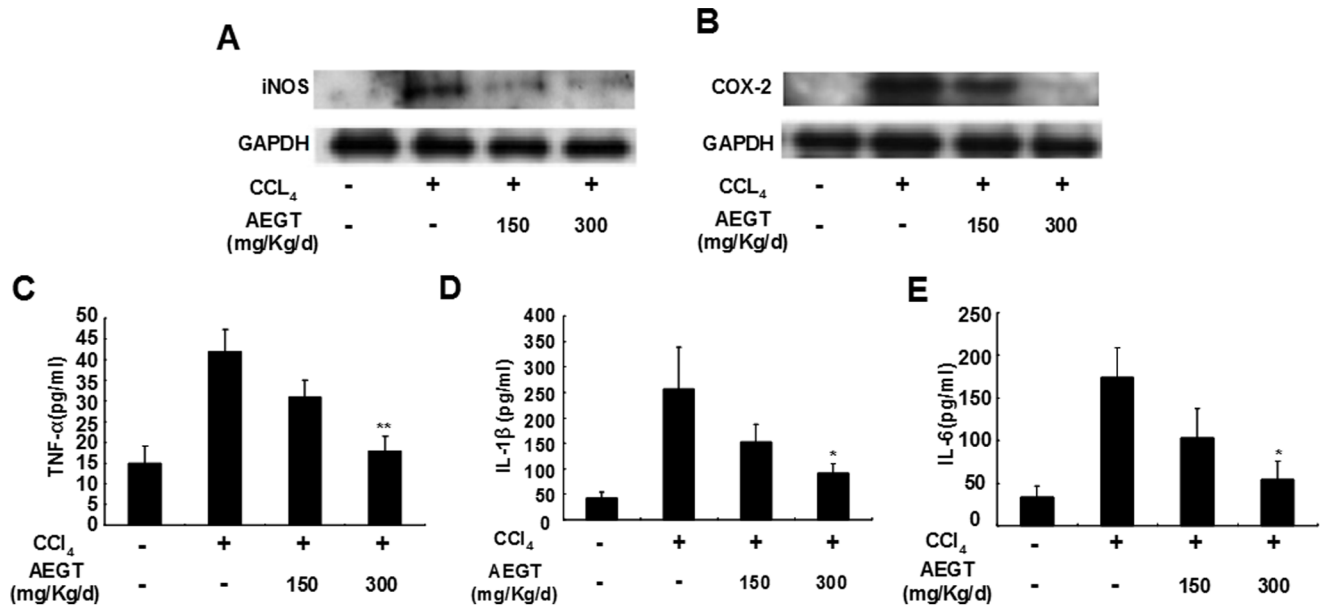 A
iNOS
GAPDH
CCL4 - + + +
AEGT - - 150 300
(mg/Kg/d)
B
COX-2
GAPDH
CCL4 - + + +
AEGT - - 150 300
(mg/Kg/d)
C
TNF-α(pg/ml)
50
45
40
35
30
25
20
15
10
5
0
**
CCl4 - + + +
AEGT - - 150 300
(mg/Kg/d)
D
IL-1β (pg/ml)
400
350
300
250
200
150
100
50
0
*
CCl4 - + + +
AEGT - - 150 300
(mg/Kg/d)
E
IL-6(pg/ml)
250
200
150
100
50
0
*
CCl4 - + + +
AEGT - - 150 300
(mg/Kg/d)